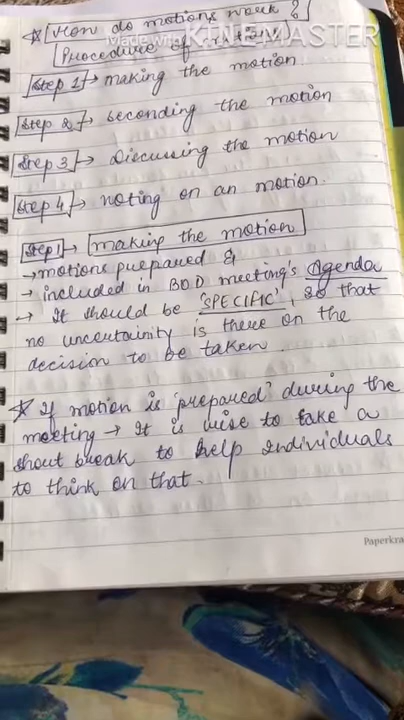 ☆ How do motions work ?
Made with KINEMASTER
Procedure of motions
Step 1 → making the motion
Step 2 → seconding the motion
Step 3 → Discussing the motion
Step 4 → voting on an motion.
Step 1 → making the motion
→ motions prepared &
→ included in BOD meeting's Agenda
→ It should be 'SPECIFIC', so that
no uncertainity is there on the
decision to be taken.
☆ If motion is 'prepared' during the
meeting → It is wise to take a
short break to help individuals
to think on that.
Paperkra